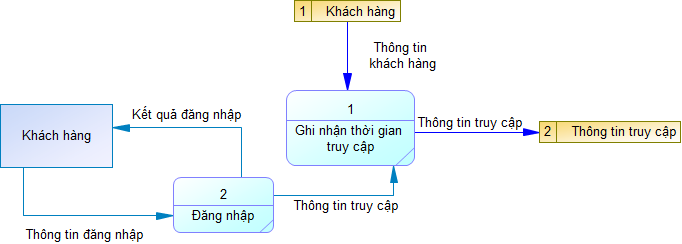 1 Khách hàng
Thông tin
khách hàng
1
Ghi nhận thời gian
truy cập
Thông tin truy cập
2 Thông tin truy cập
Kết quả đăng nhập
Khách hàng
2
Đăng nhập
Thông tin truy cập
Thông tin đăng nhập